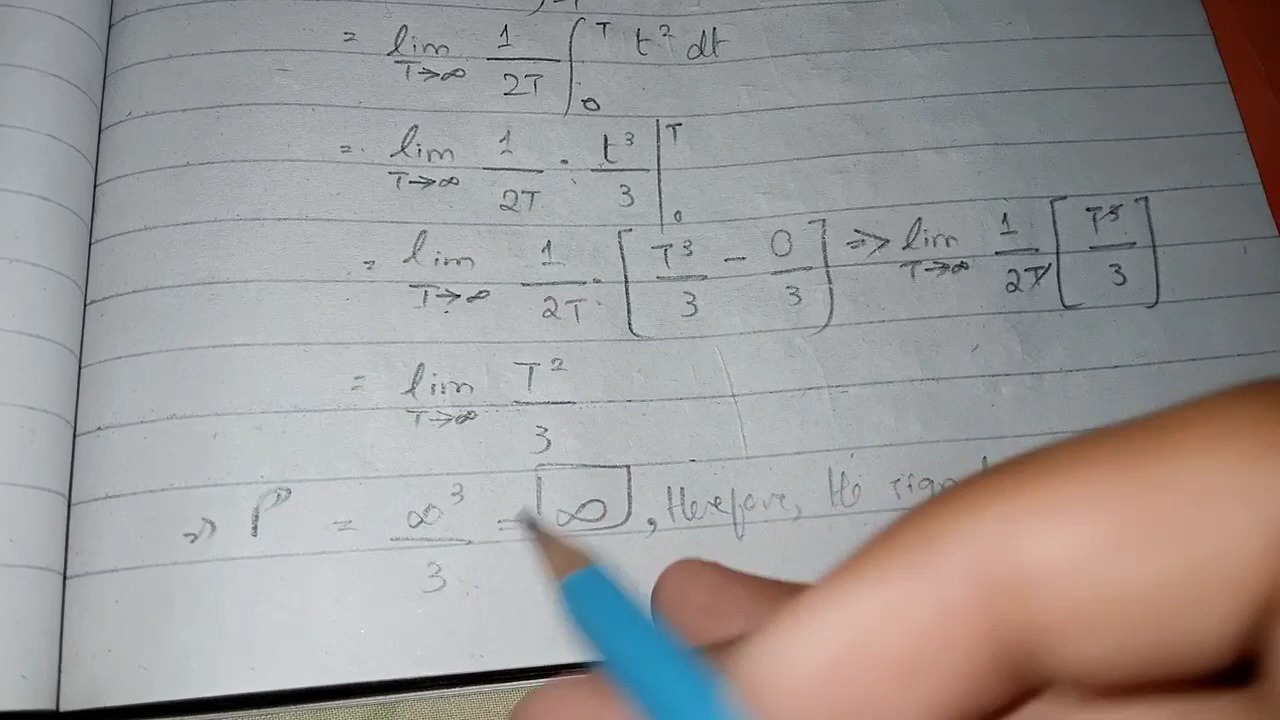 = lim T→∞ 1/2T ∫₀ᵀ t² dt
= lim T→∞ 1/2T · t³/3 |₀ᵀ
= lim T→∞ 1/2T · [T³/3 - 0/3] => lim T→∞ 1/2T [T³/3]
= lim T→∞ T²/3
=> P = ∞³/3 = ∞, Therefore, the